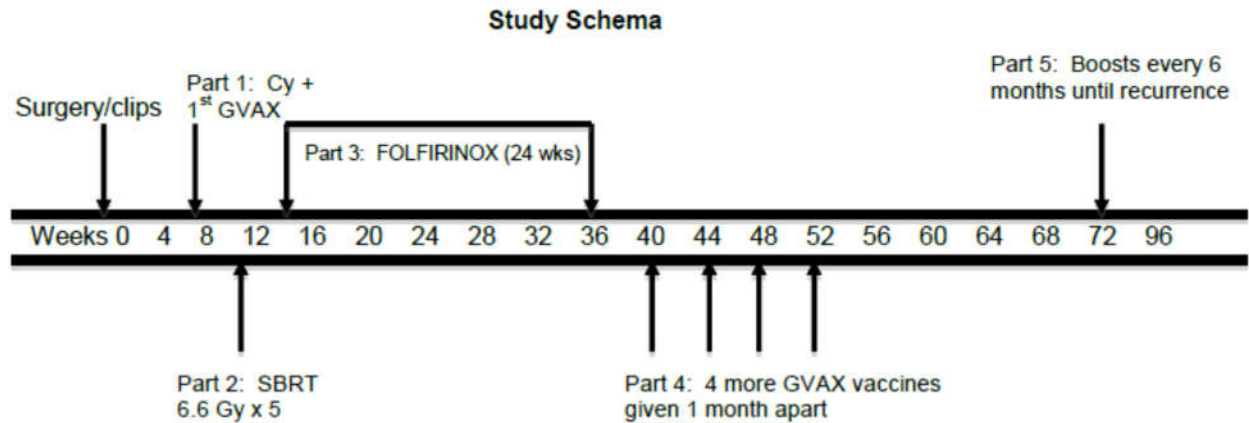 Study Schema
Surgery/clips
Part 1: Cy +
1st GVAX
Part 3: FOLFIRINOX (24 wks)
Part 5: Boosts every 6
months until recurrence
Weeks 0 4 8 12 16 20 24 28 32 36 40 44 48 52 56 60 64 68 72 96
Part 2: SBRT
6.6 Gy x 5
Part 4: 4 more GVAX vaccines
given 1 month apart